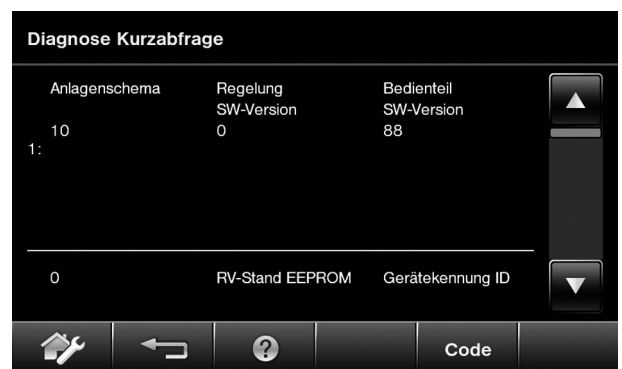 Diagnose Kurzabfrage
Anlagenschema Regelung Bedienteil
SW-Version SW-Version
10 0 88
1:
0 RV-Stand EEPROM Gerätekennung ID
?
Code